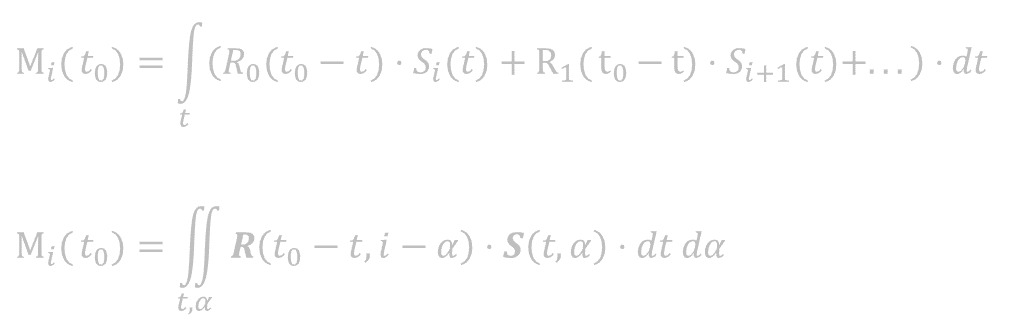 M_i(t_0) = ∫_t (R_0(t_0 − t) · S_i(t) + R_1(t_0 − t) · S_{i+1}(t)+...) · dt
M_i(t_0) = ∬_{t,α} R(t_0 − t, i − α) · S(t, α) · dt dα